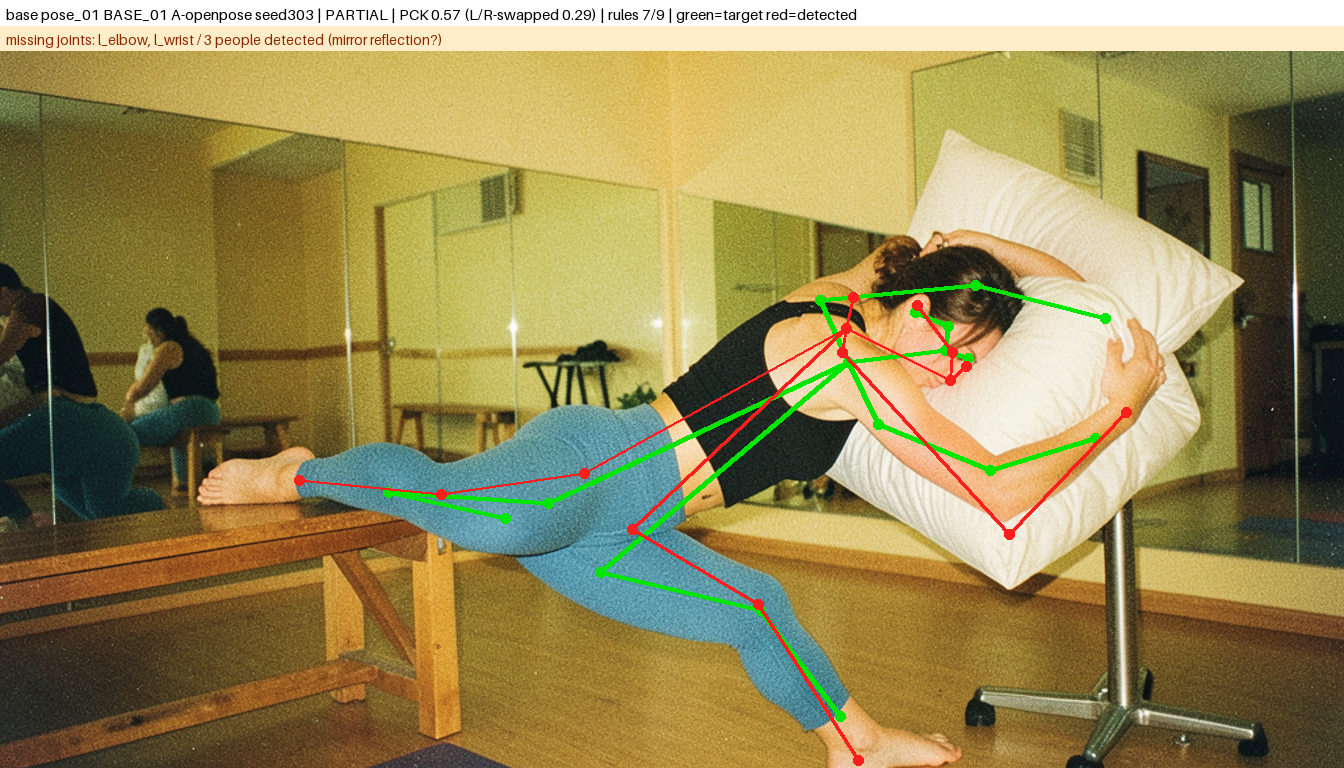 base pose_01 BASE_01 A-openpose seed303 | PARTIAL | PCK 0.57 (L/R-swapped 0.29) | rules 7/9 | green=target red=detected
missing joints: l_elbow, l_wrist / 3 people detected (mirror reflection?)